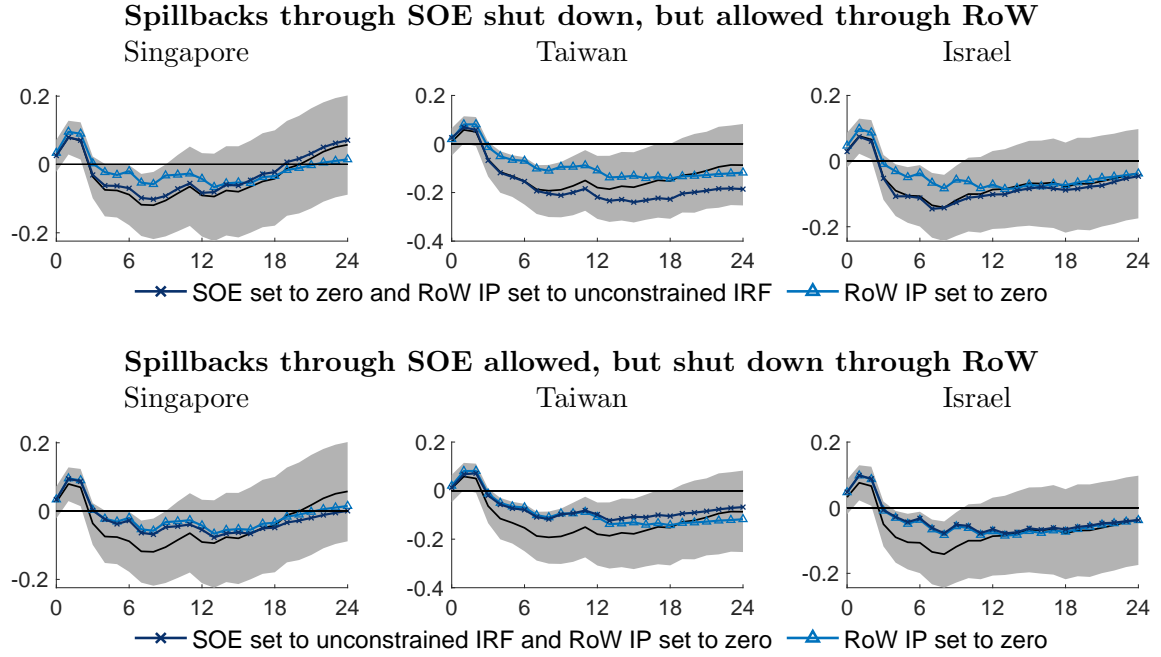 Spillbacks through SOE shut down, but allowed through RoW
Singapore Taiwan Israel
0.2 0.2 0.2
0 0 0
-0.2 -0.2 -0.2
-0.4
0 6 12 18 24 0 6 12 18 24 0 6 12 18 24
SOE set to zero and RoW IP set to unconstrained IRF RoW IP set to zero
Spillbacks through SOE allowed, but shut down through RoW
Singapore Taiwan Israel
0.2 0.2 0.2
0 0 0
-0.2 -0.2 -0.2
-0.4
0 6 12 18 24 0 6 12 18 24 0 6 12 18 24
SOE set to unconstrained IRF and RoW IP set to zero RoW IP set to zero